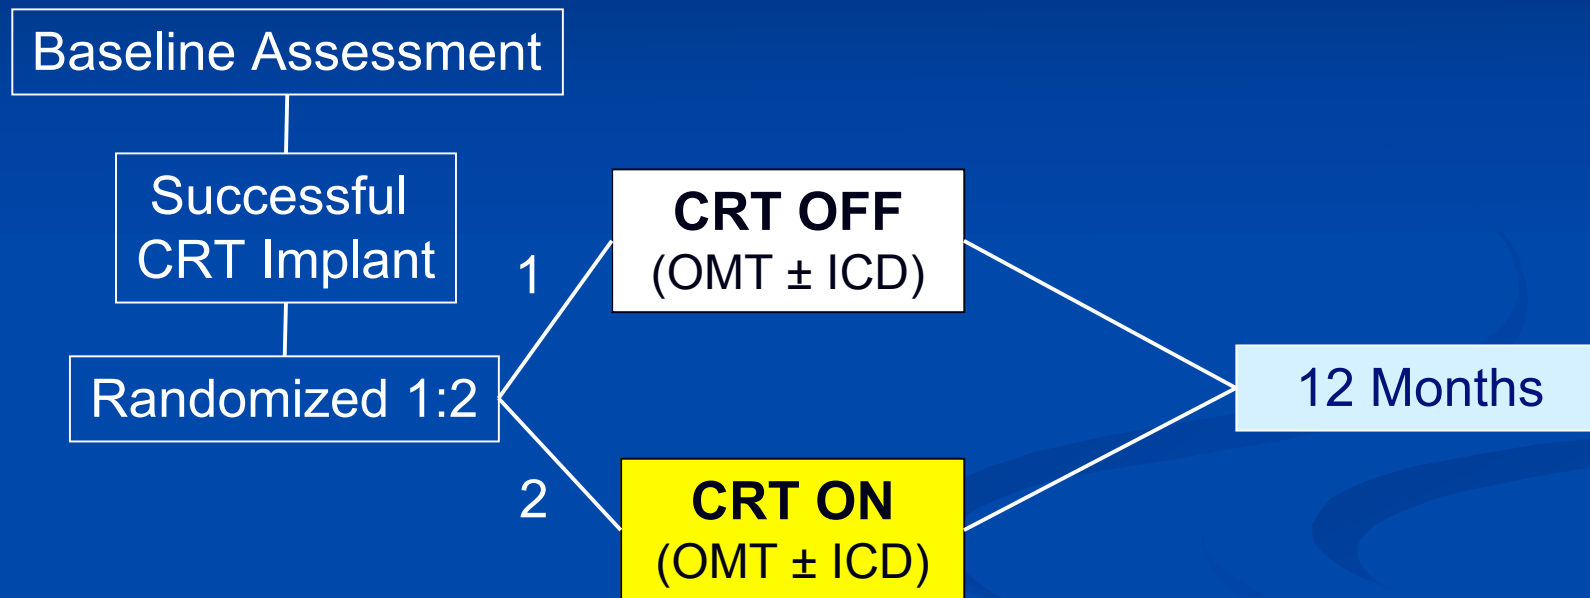 Baseline Assessment
Successful
CRT Implant
Randomized 1:2
1
CRT OFF
(OMT ± ICD)
2
CRT ON
(OMT ± ICD)
12 Months